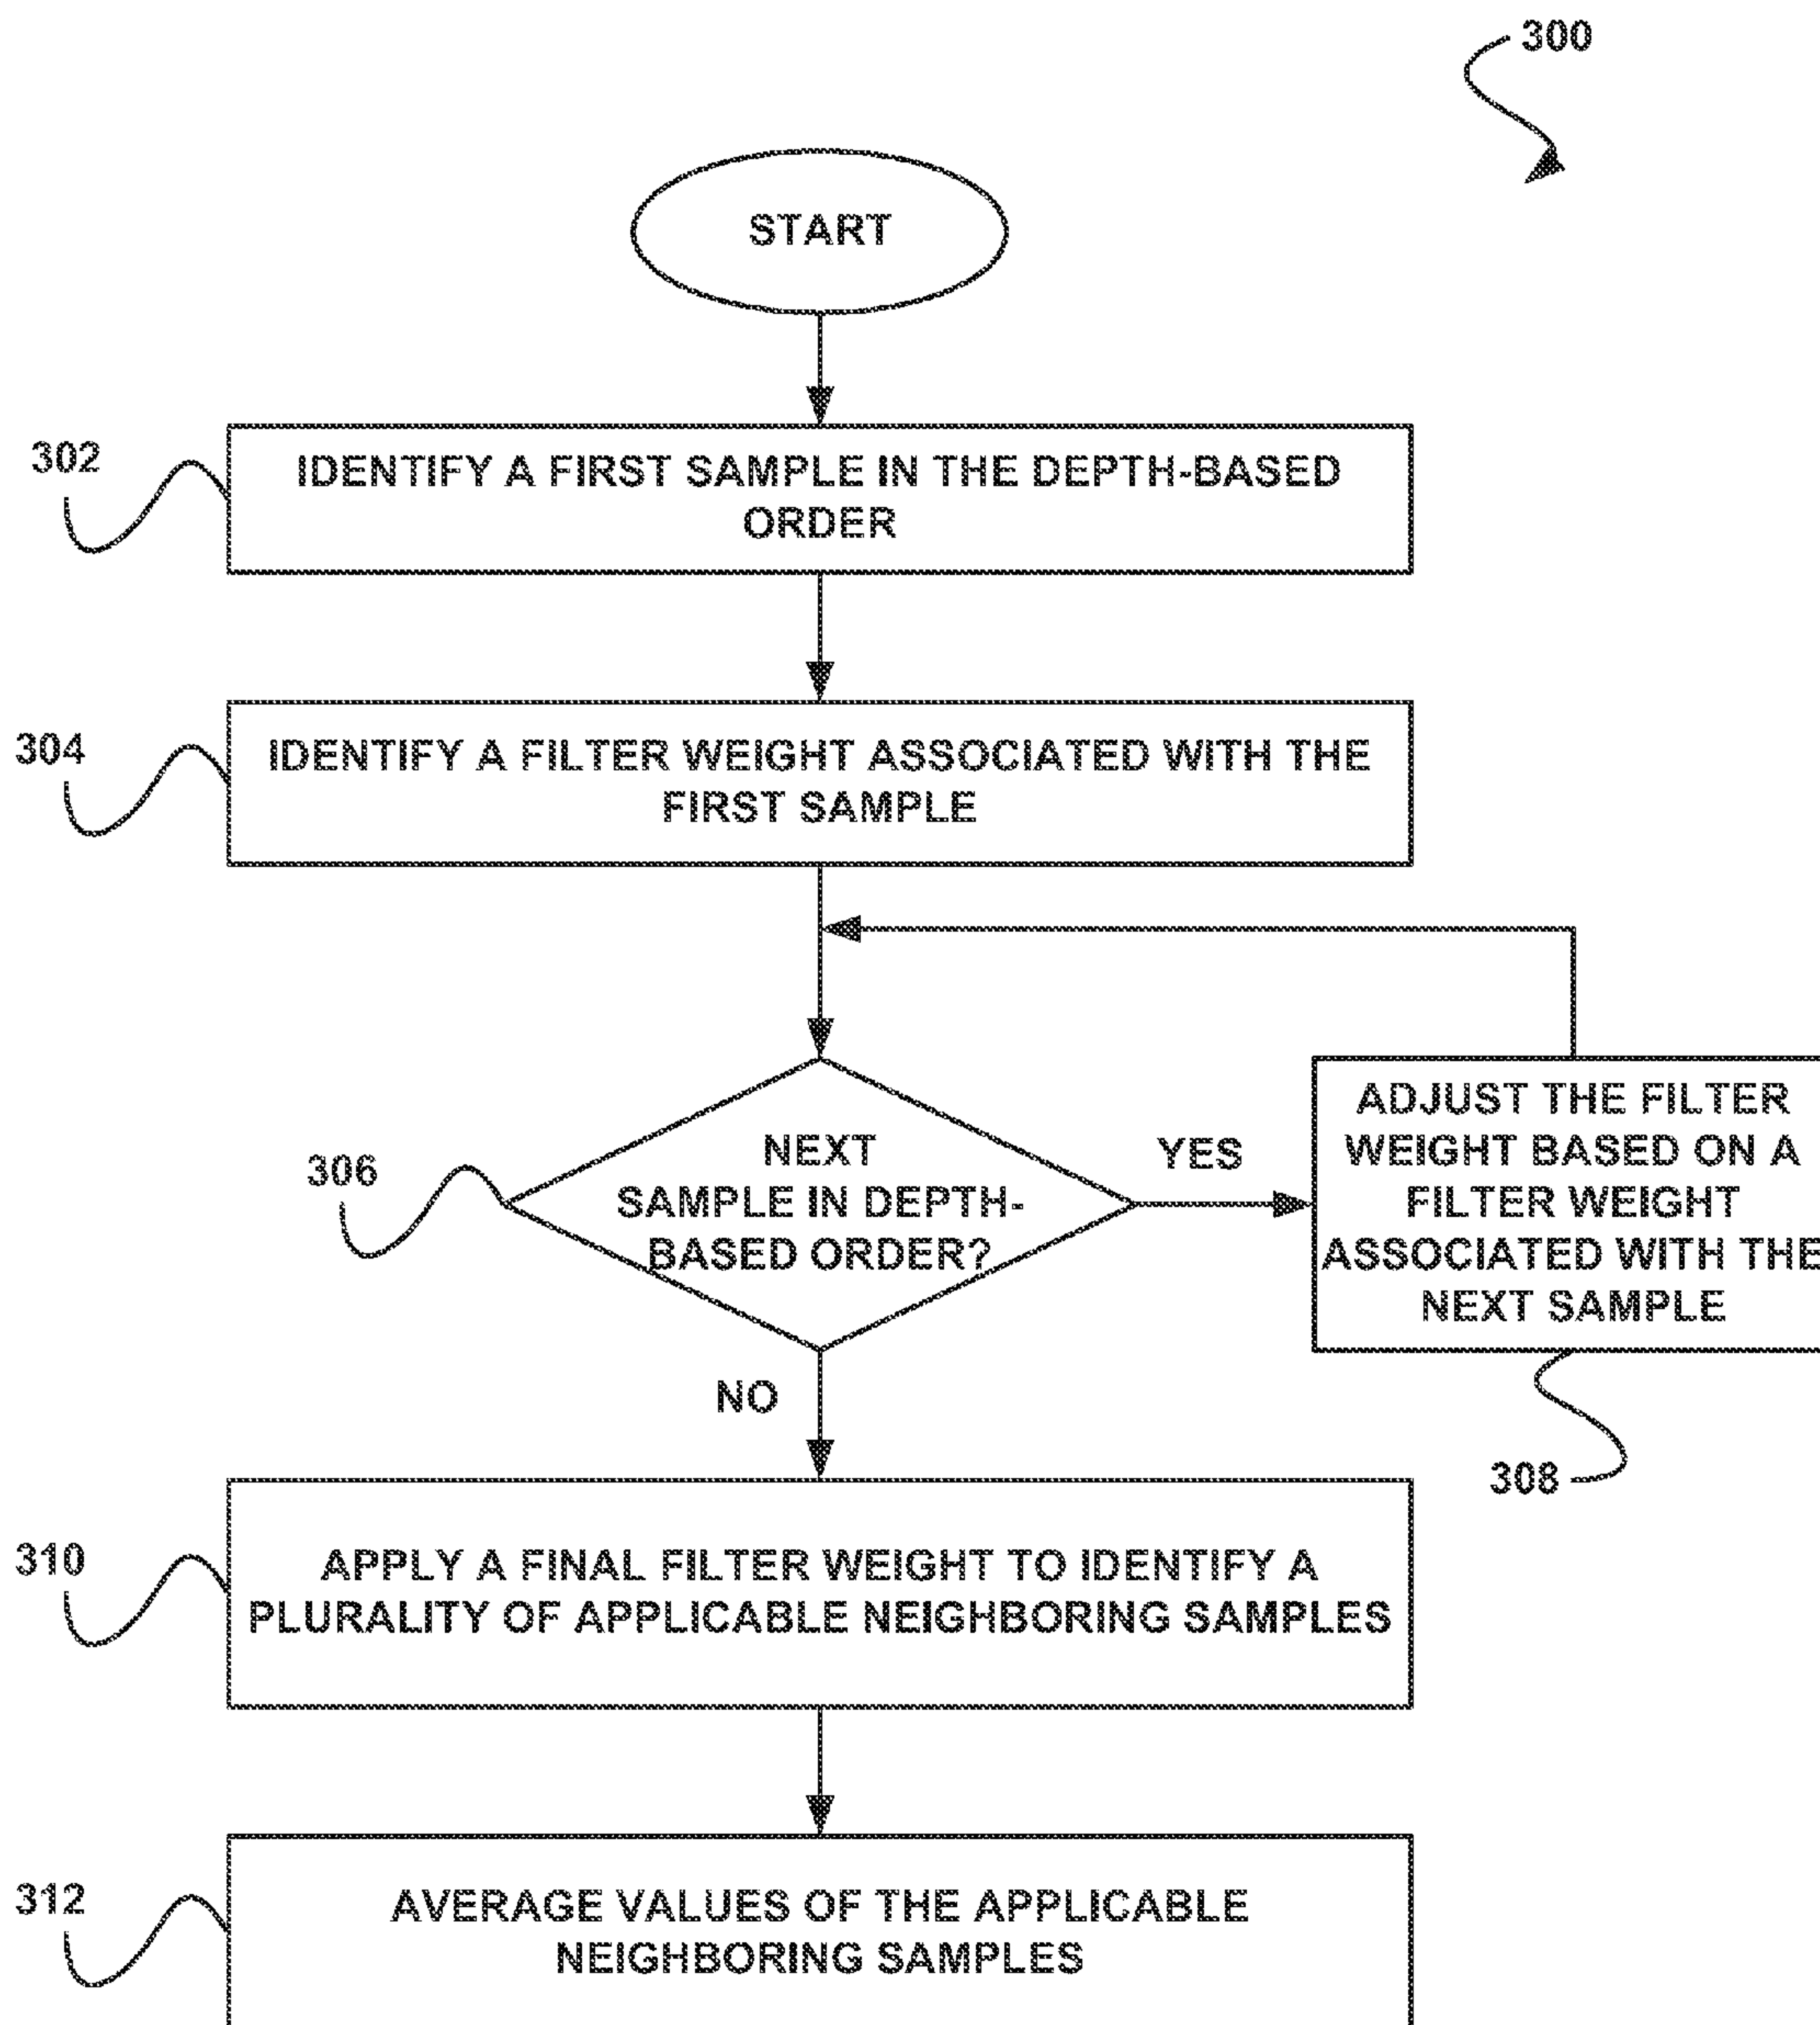 300
START
302
IDENTIFY A FIRST SAMPLE IN THE DEPTH-BASED
ORDER
304
IDENTIFY A FILTER WEIGHT ASSOCIATED WITH THE
FIRST SAMPLE
306
NEXT
SAMPLE IN DEPTH-
BASED ORDER?
YES
ADJUST THE FILTER
WEIGHT BASED ON A
FILTER WEIGHT
ASSOCIATED WITH THE
NEXT SAMPLE
308
NO
310
APPLY A FINAL FILTER WEIGHT TO IDENTIFY A
PLURALITY OF APPLICABLE NEIGHBORING SAMPLES
312
AVERAGE VALUES OF THE APPLICABLE
NEIGHBORING SAMPLES